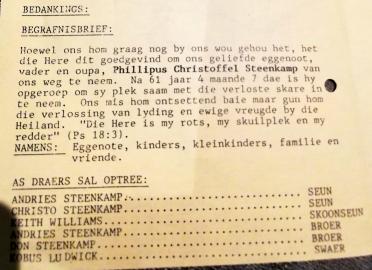 BEDANKINGS:
BEGRAFNISBRIEF:
Hoewel ons hom graag nog by ons wou gehou het, het
die Here dit goedgevind om ons geliefde eggenoot,
vader en oupa, Phillipus Christoffel Steenkamp van
ons weg te neem. Na 61 jaar 4 maande 7 dae is hy
opgeroep om sy plek saam met die verloste skare in
te neem. Ons mis hom ontsettend baie maar gun hom
die verlossing van lyding en ewige vreugde by die
Heiland. "Die Here is my rots, my skuilplek en my
redder" (Ps 18:3).
NAMENS: Eggenote, kinders, kleinkinders, familie en
vriende.
AS DRAERS SAL OPTREE:
ANDRIES STEENKAMP.............................. SEUN
CHRISTO STEENKAMP.............................. SEUN
KEITH WILLIAMS................................. SKOONSEUN
ANDRIES STEENKAMP.............................. BROER
DON STEENKAMP.................................. BROER
KOBUS LUDWICK.................................. SWAER